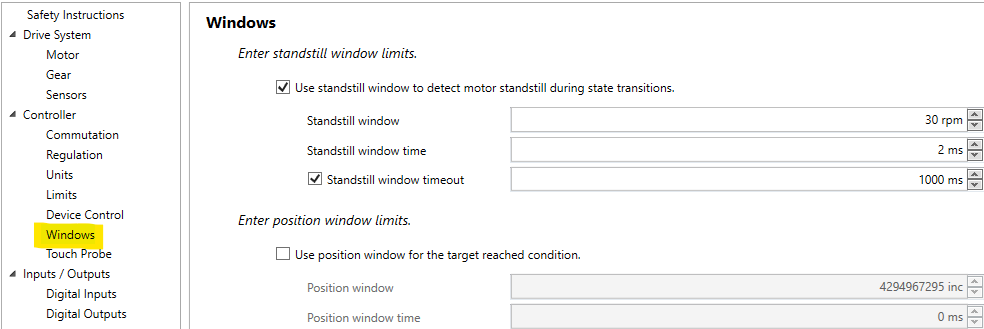 Safety Instructions
Drive System
Motor
Gear
Sensors
Controller
Commutation
Regulation
Units
Limits
Device Control
Windows
Touch Probe
Inputs / Outputs
Digital Inputs
Digital Outputs
Windows
Enter standstill window limits.
Use standstill window to detect motor standstill during state transitions.
Standstill window 30 rpm
Standstill window time 2 ms
Standstill window timeout 1000 ms
Enter position window limits.
Use position window for the target reached condition.
Position window 4294967295 inc
Position window time 0 ms